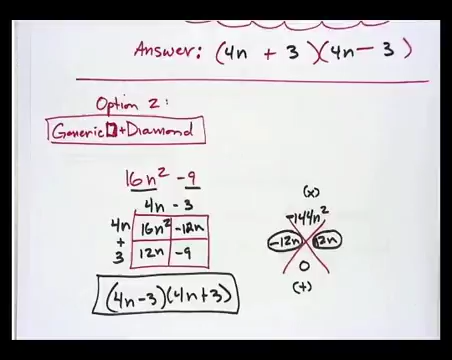 Answer: (4n + 3)(4n - 3)
Option 2:
Generic □ + Diamond
16n² - 9
4n - 3
4n
+
3
16n² -12n
12n -9
(4n-3)(4n+3)
(x)
-144n²
-12n 12n
0
(+)